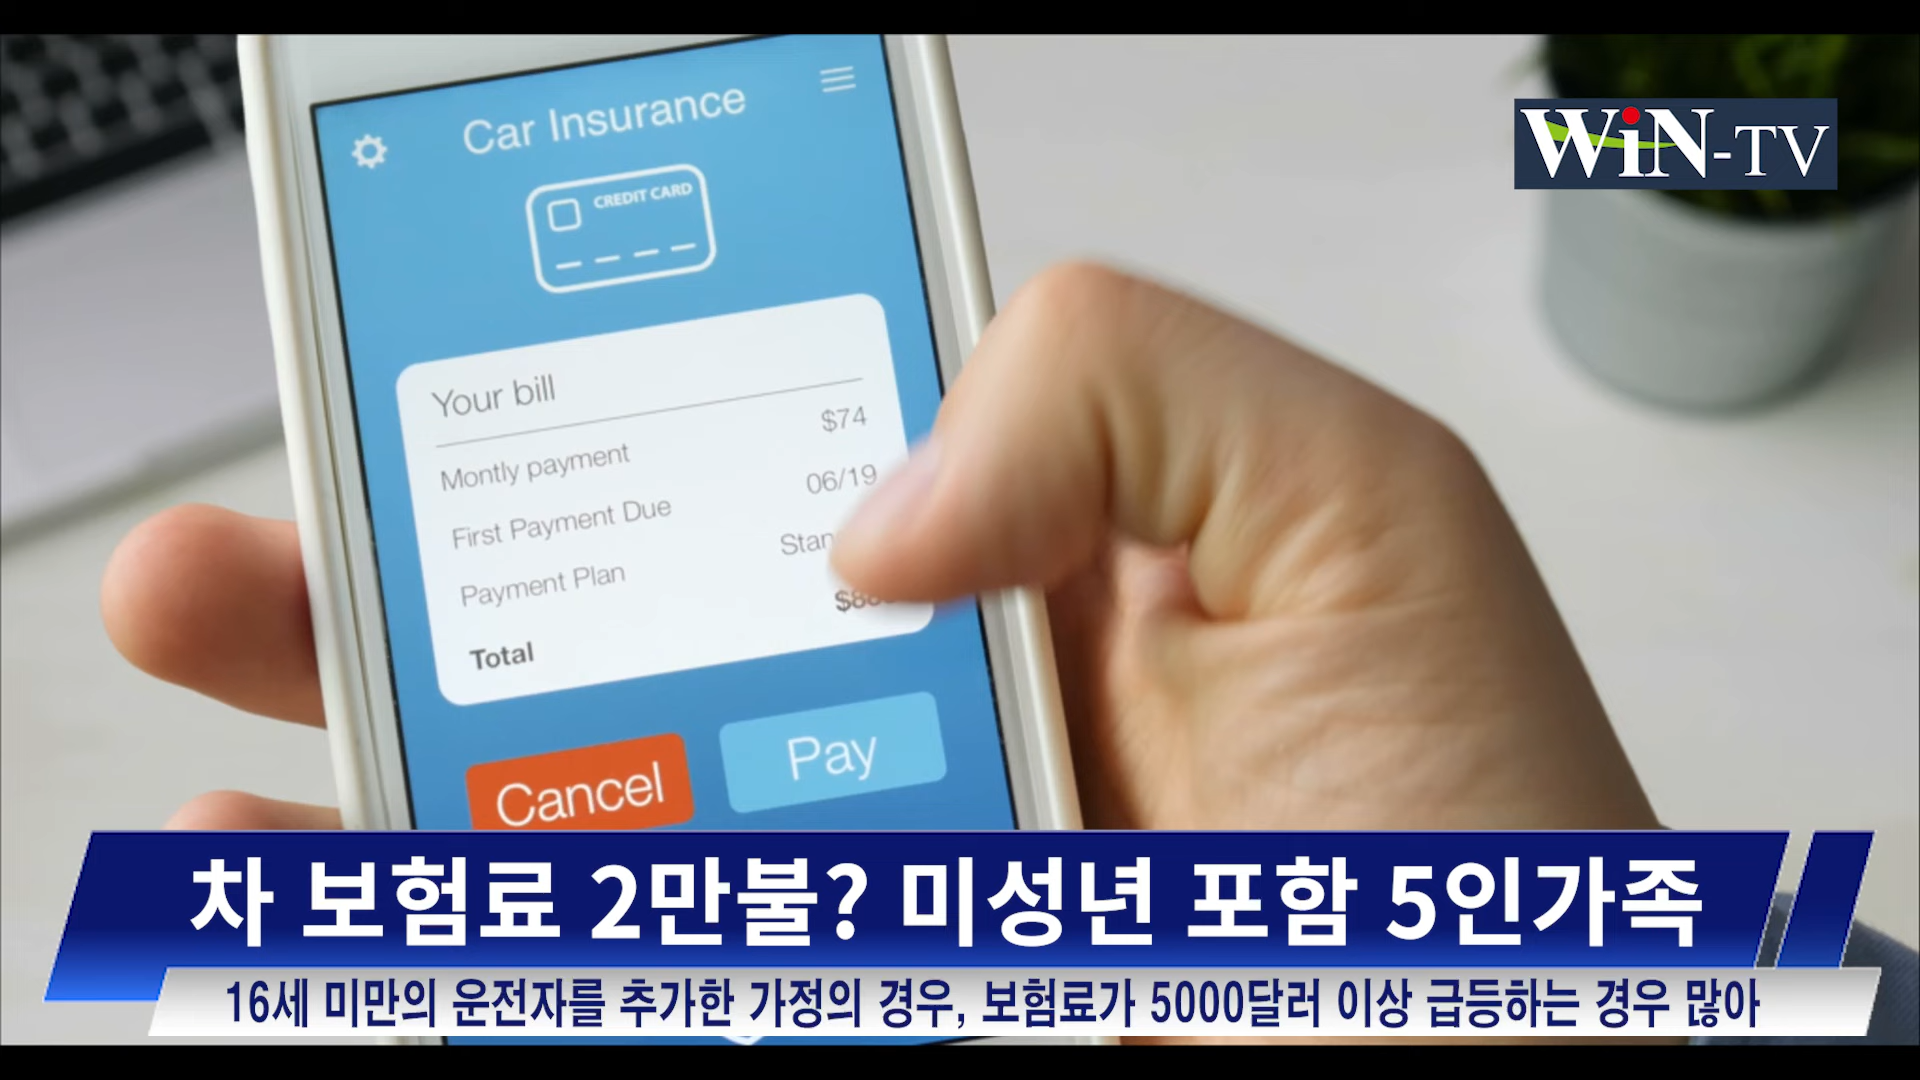 Car Insurance
WiN-TV
CREDIT CARD
Your bill
Montly payment $74
First Payment Due 06/19
Payment Plan
Total
Cancel Pay
차 보험료 2만불? 미성년 포함 5인가족
16세 미만의 운전자를 추가한 가정의 경우, 보험료가 5000달러 이상 급등하는 경우 많아